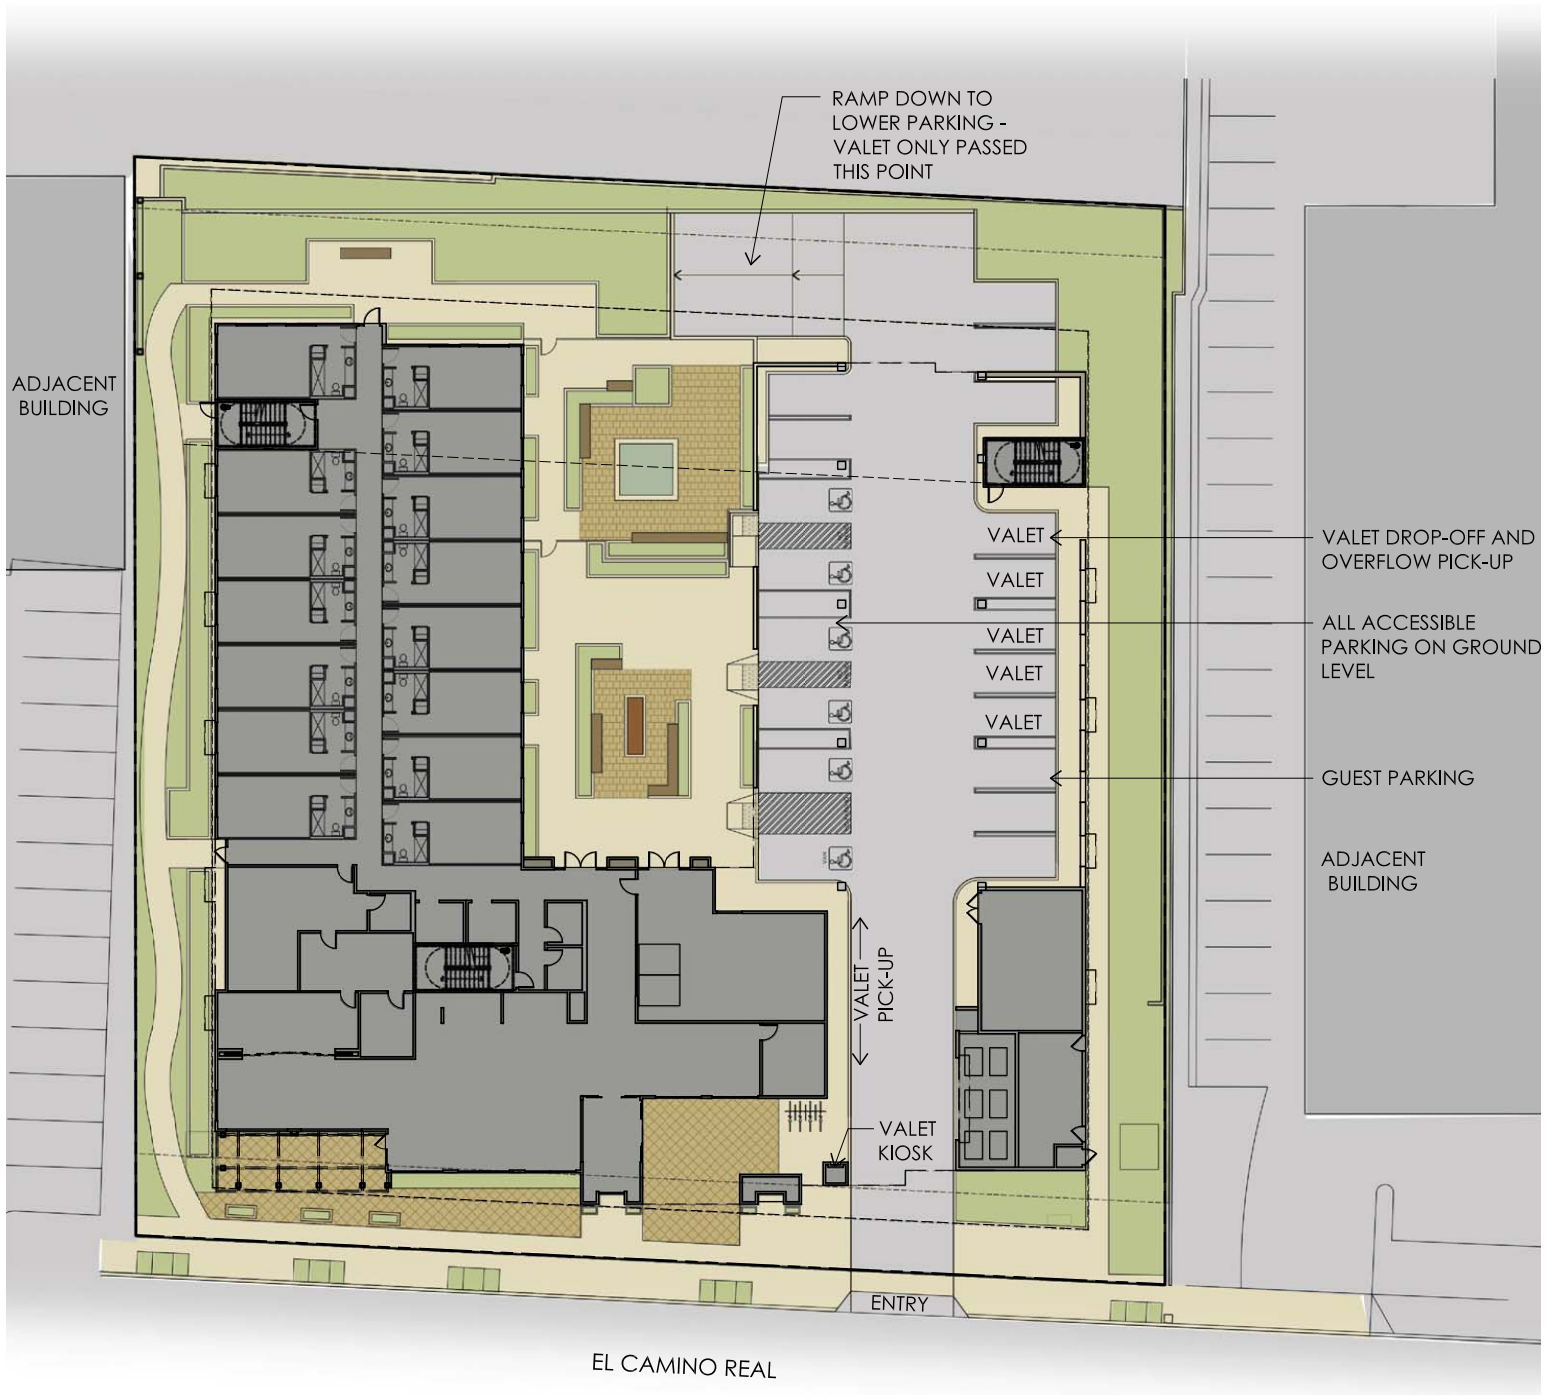 RAMP DOWN TO
LOWER PARKING -
VALET ONLY PASSED
THIS POINT
ADJACENT
BUILDING
VALET
VALET
VALET
VALET
VALET
VALET DROP-OFF AND
OVERFLOW PICK-UP
ALL ACCESSIBLE
PARKING ON GROUND
LEVEL
GUEST PARKING
ADJACENT
BUILDING
VALET
PICK-UP
VALET
KIOSK
ENTRY
EL CAMINO REAL